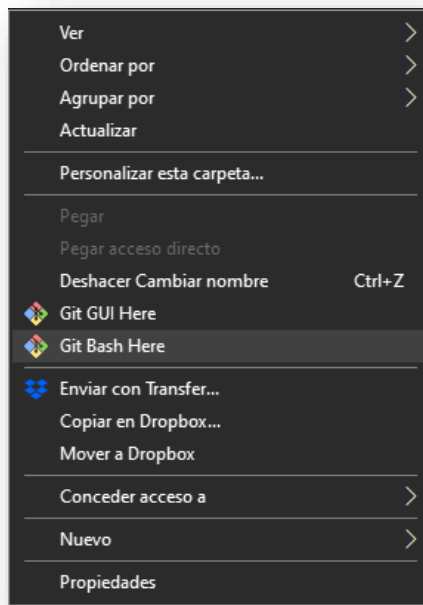 Ver
Ordenar por
Agrupar por
Actualizar
Personalizar esta carpeta...
Pegar
Pegar acceso directo
Deshacer Cambiar nombre Ctrl+Z
Git GUI Here
Git Bash Here
Enviar con Transfer...
Copiar en Dropbox...
Mover a Dropbox
Conceder acceso a
Nuevo
Propiedades